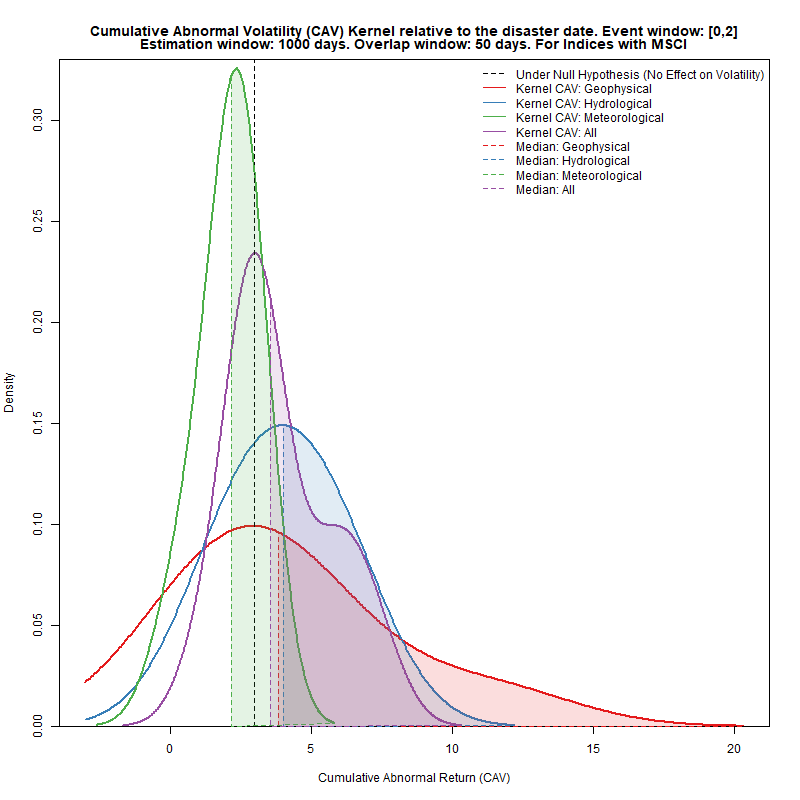 Cumulative Abnormal Volatility (CAV) Kernel relative to the disaster date. Event window: [0,2]
Estimation window: 1000 days. Overlap window: 50 days. For Indices with MSCI
Under Null Hypothesis (No Effect on Volatility)
Kernel CAV: Geophysical
Kernel CAV: Hydrological
Kernel CAV: Meteorological
Kernel CAV: All
Median: Geophysical
Median: Hydrological
Median: Meteorological
Median: All
Density
0.30
0.25
0.20
0.15
0.10
0.05
0.00
0 5 10 15 20
Cumulative Abnormal Return (CAV)